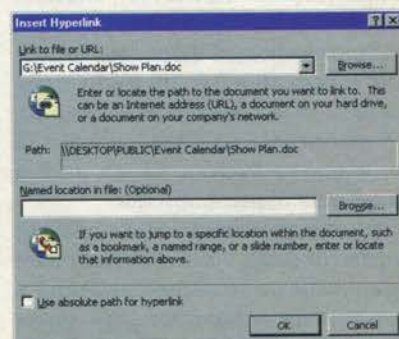 Insert Hyperlink
Link to file or URL:
G:\Event Calendar\Show Plan.doc
Browse...
Enter or locate the path to the document you want to link to. This
can be an Internet address (URL), a document on your hard drive,
or a document on your company's network.
Path: \\DESKTOP\PUBLIC\Event Calendar\Show Plan.doc
Named location in file: (Optional)
Browse...
If you want to jump to a specific location within the document, such
as a bookmark, a named range, or a slide number, enter or locate
that information above.
Use absolute path for hyperlink
OK Cancel